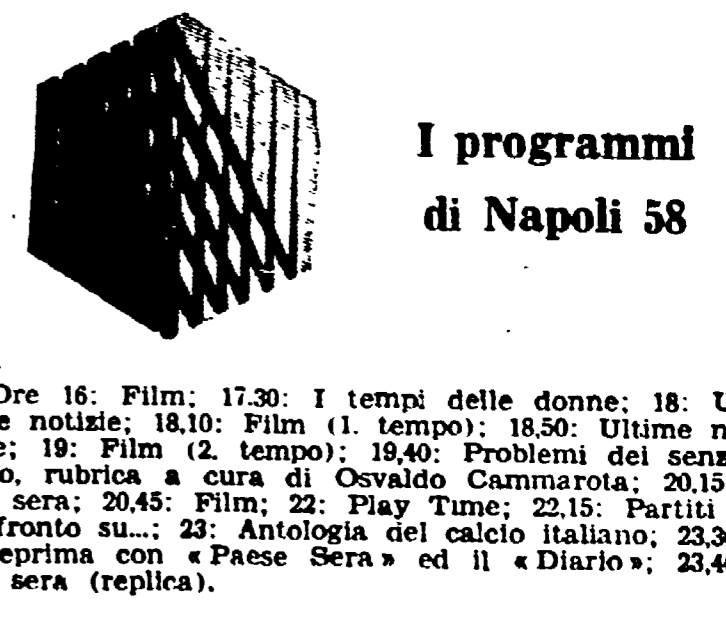 I programmi
di Napoli 58
Ore 16: Film; 17.30: I tempi delle donne; 18: U
e notizie; 18,10: Film (1. tempo); 18,50: Ultime n
e; 19: Film (2. tempo); 19,40: Problemi dei senz
o, rubrica a cura di Osvaldo Cammarota; 20,15
sera; 20,45: Film; 22: Play Time; 22,15: Partiti
fronto su...; 23: Antologia del calcio italiano; 23,3
eprima con « Paese Sera » ed il « Diario »; 23,4
sera (replica).